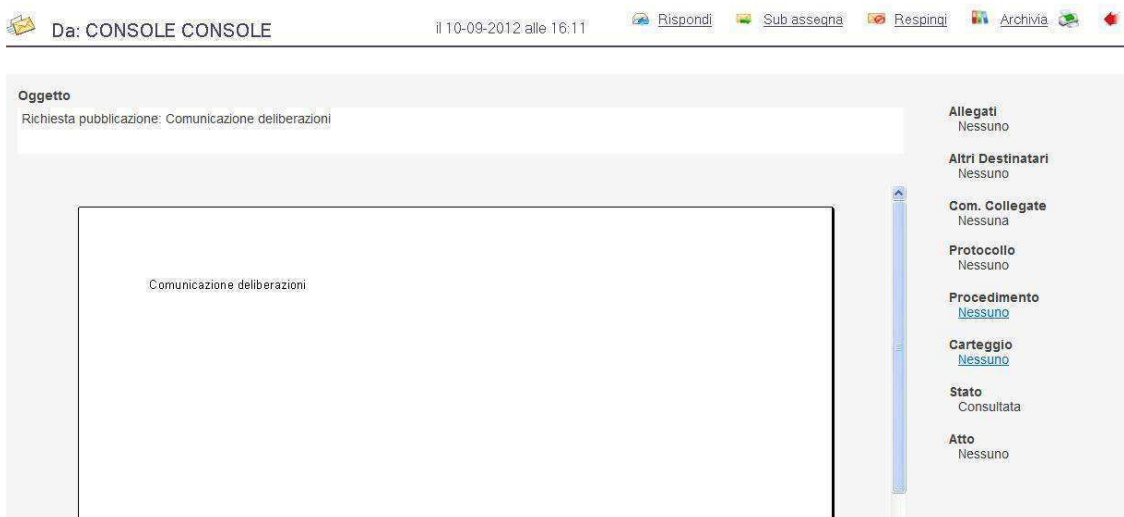 Da: CONSOLE CONSOLE
il 10-09-2012 alle 16:11
Rispondi
Sub assegna
Respingi
Archivia
Oggetto
Richiesta pubblicazione: Comunicazione deliberazioni
Comunicazione deliberazioni
Allegati
Nessuno
Altri Destinatari
Nessuno
Com. Collegate
Nessuna
Protocollo
Nessuno
Procedimento
Nessuno
Carteggio
Nessuno
Stato
Consultata
Atto
Nessuno